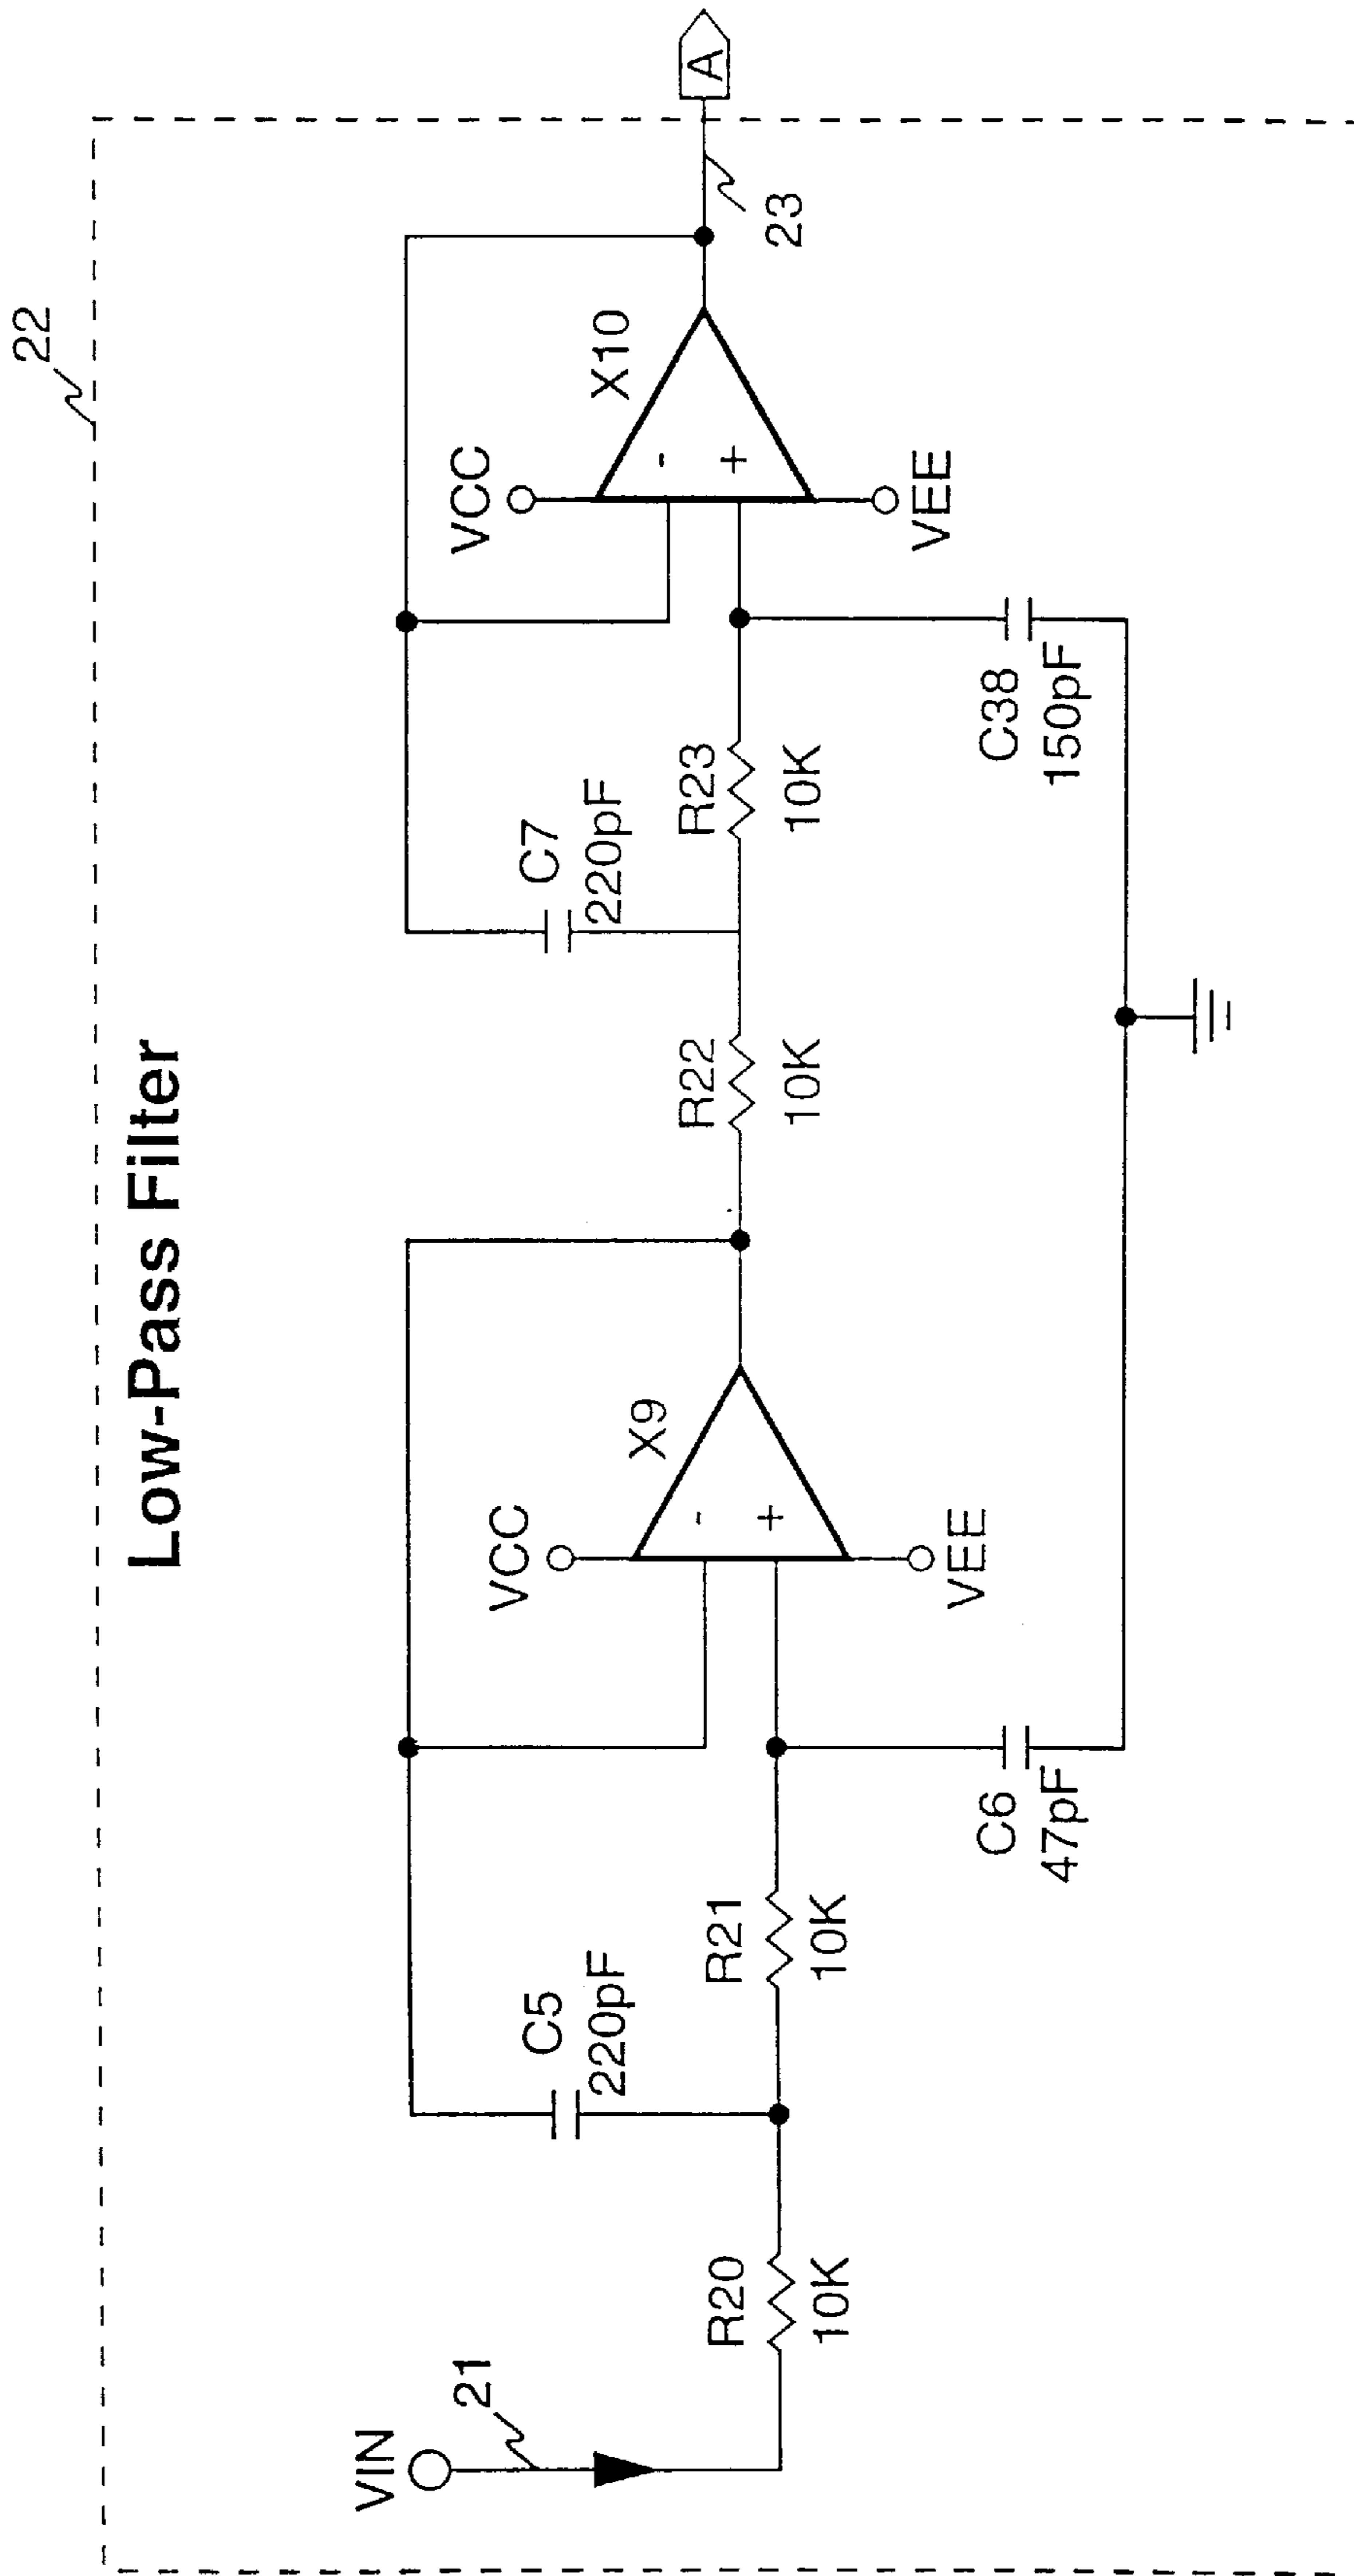 22
Low-Pass Filter
VIN
21
R20
10K
C5
220pF
R21
10K
C6
47pF
VCC
X9
-
+
VEE
R22
10K
C7
220pF
R23
10K
C38
150pF
VCC
X10
-
+
VEE
23
A